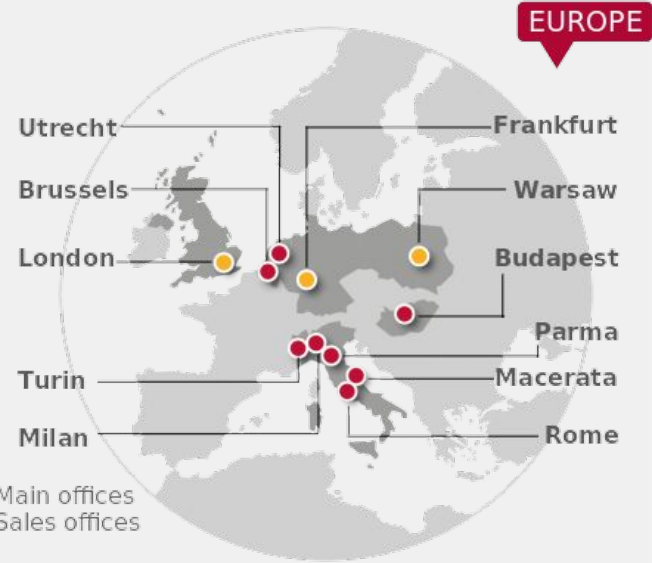 EUROPE
Utrecht
Frankfurt
Brussels
Warsaw
London
Budapest
Parma
Turin
Macerata
Milan
Rome
Main offices
Sales offices